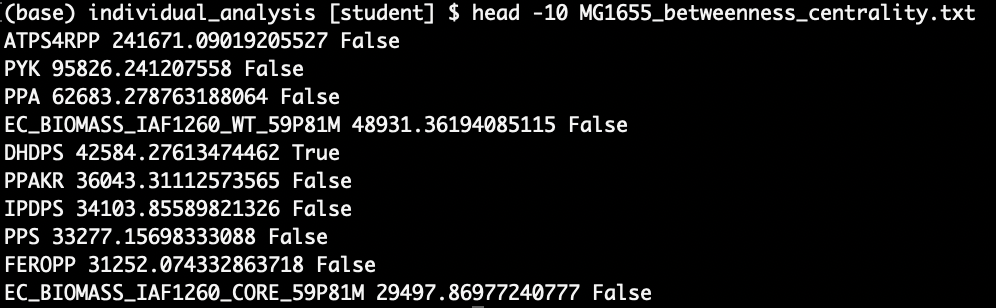 (base) individual_analysis [student] $ head -10 MG1655_betweenness_centrality.txt
ATPS4RPP 241671.09019205527 False
PYK 95826.241207558 False
PPA 62683.278763188064 False
EC_BIOMASS_IAF1260_WT_59P81M 48931.36194085115 False
DHDPS 42584.27613474462 True
PPAKR 36043.31112573565 False
IPDPS 34103.85589821326 False
PPS 33277.15698333088 False
FEROPP 31252.074332863718 False
EC_BIOMASS_IAF1260_CORE_59P81M 29497.86977240777 False